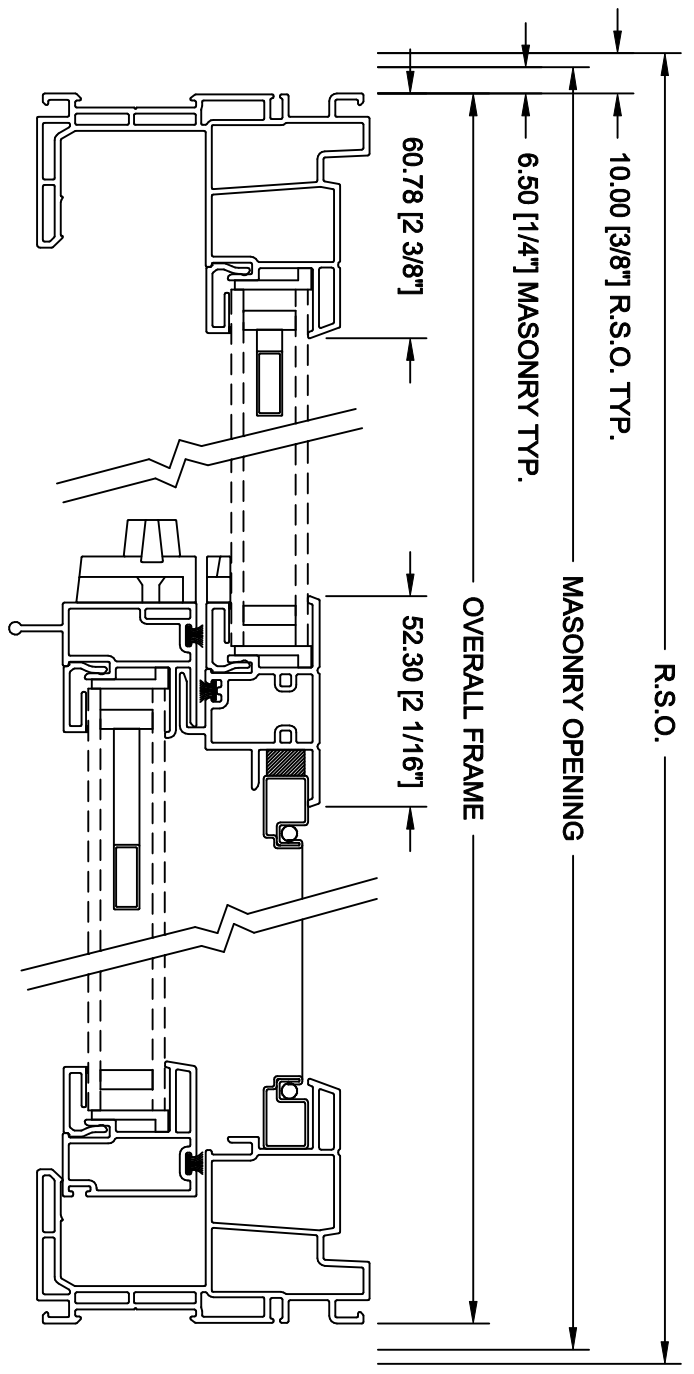 R.S.O.
MASONRY OPENING
10.00 [3/8"] R.S.O. TYP.
6.50 [1/4"] MASONRY TYP.
OVERALL FRAME
60.78 [2 3/8"]
52.30 [2 1/16"]